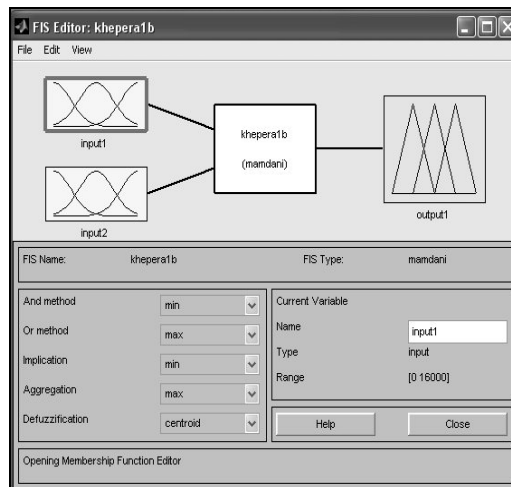 FIS Editor: khepera1b
File Edit View
input1
khepera1b
(mamdani)
input2
output1
FIS Name: khepera1b FIS Type: mamdani
And method min
Or method max
Implication min
Aggregation max
Defuzzification centroid
Current Variable
Name input1
Type input
Range [0 16000]
Help Close
Opening Membership Function Editor